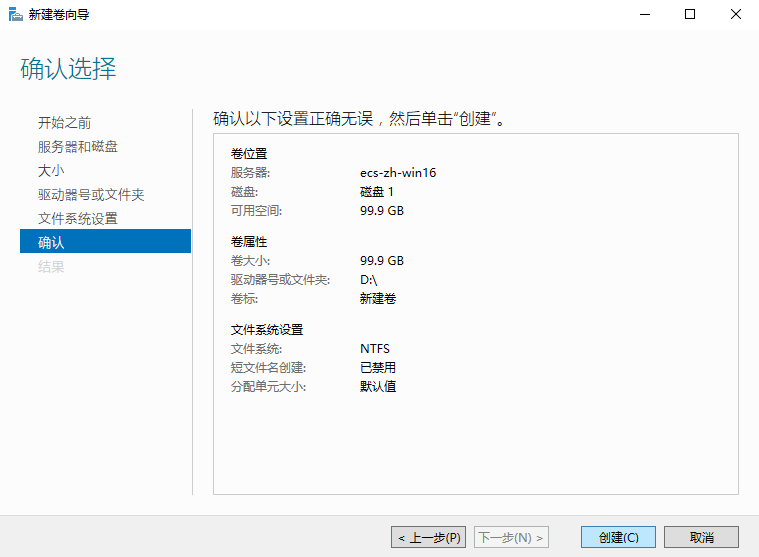 新建卷向导
确认选择
开始之前
服务器和磁盘
大小
驱动器号或文件夹
文件系统设置
确认
结果
确认以下设置正确无误，然后单击“创建”。
卷位置
服务器: ecs-zh-win16
磁盘: 磁盘 1
可用空间: 99.9 GB
卷属性
卷大小: 99.9 GB
驱动器号或文件夹: D:\
卷标: 新建卷
文件系统设置
文件系统: NTFS
短文件名创建: 已禁用
分配单元大小: 默认值
< 上一步(P) 下一步(N) > 创建(C) 取消